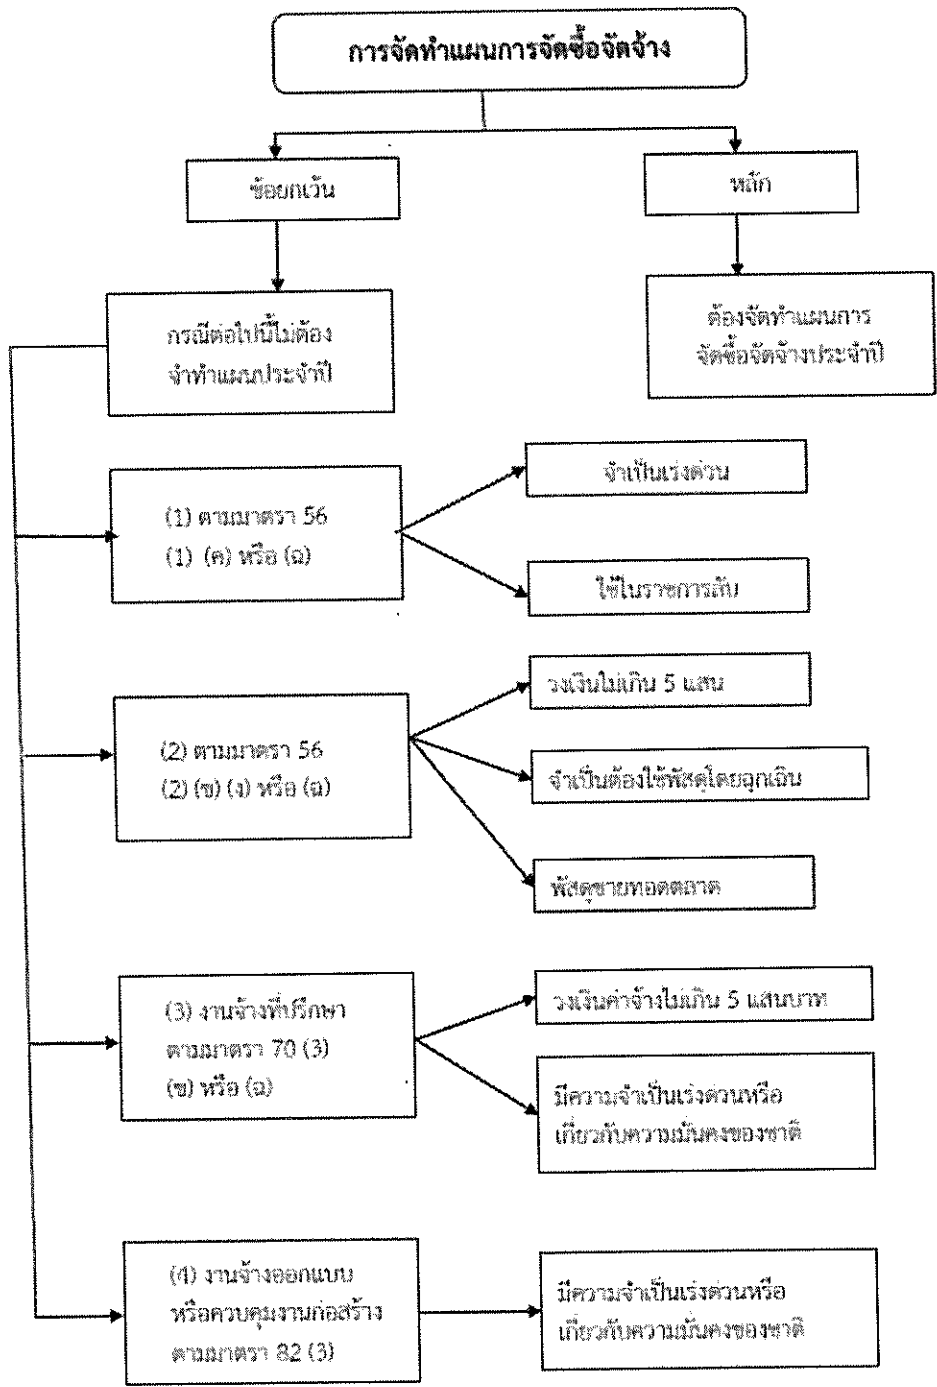 การจัดทำแผนการจัดซื้อจัดจ้าง
ข้อยกเว้น
หลัก
กรณีต่อไปนี้ไม่ต้อง
จำทำแผนประจำปี
ต้องจัดทำแผนการ
จัดซื้อจัดจ้างประจำปี
(1) ตามมาตรา 56
(1) (ค) หรือ (ฉ)
จำเป็นเร่งด่วน
ใช้ในราชการลับ
(2) ตามมาตรา 56
(2) (ข) (ง) หรือ (ฉ)
วงเงินไม่เกิน 5 แสน
จำเป็นต้องใช้พัสดุโดยฉุกเฉิน
พัสดุขายทอดตลาด
(3) งานจ้างที่ปรึกษา
ตามมาตรา 70 (3)
(ข) หรือ (ฉ)
วงเงินค่าจ้างไม่เกิน 5 แสนบาท
มีความจำเป็นเร่งด่วนหรือ
เกี่ยวกับความมั่นคงของชาติ
(4) งานจ้างออกแบบ
หรือควบคุมงานก่อสร้าง
ตามมาตรา 82 (3)
มีความจำเป็นเร่งด่วนหรือ
เกี่ยวกับความมั่นคงของชาติ